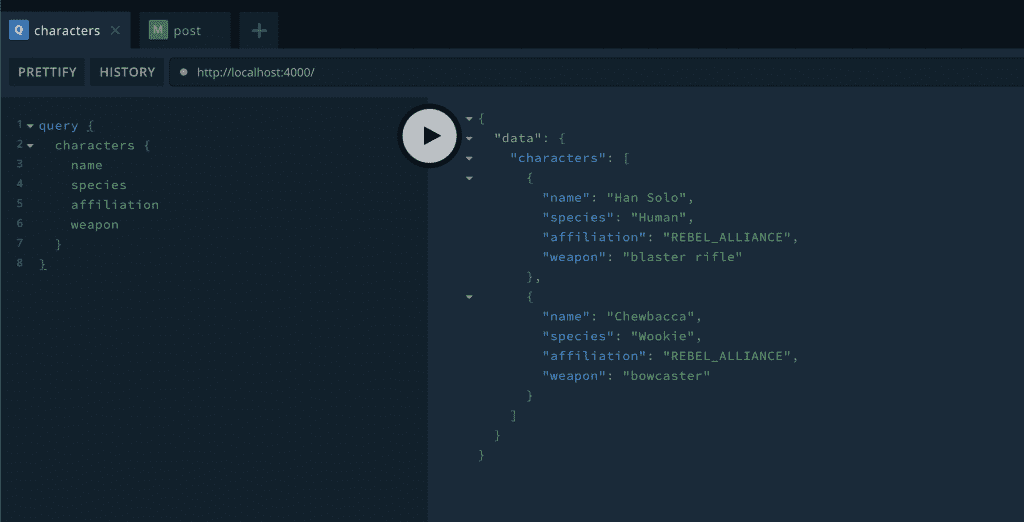 Q characters × M post +
PRETTIFY HISTORY http://localhost:4000/
1 query {
2 characters {
3 name
4 species
5 affiliation
6 weapon
7 }
8 }
{
"data": {
"characters": [
{
"name": "Han Solo",
"species": "Human",
"affiliation": "REBEL_ALLIANCE",
"weapon": "blaster rifle"
},
{
"name": "Chewbacca",
"species": "Wookie",
"affiliation": "REBEL_ALLIANCE",
"weapon": "bowcaster"
}
]
}
}